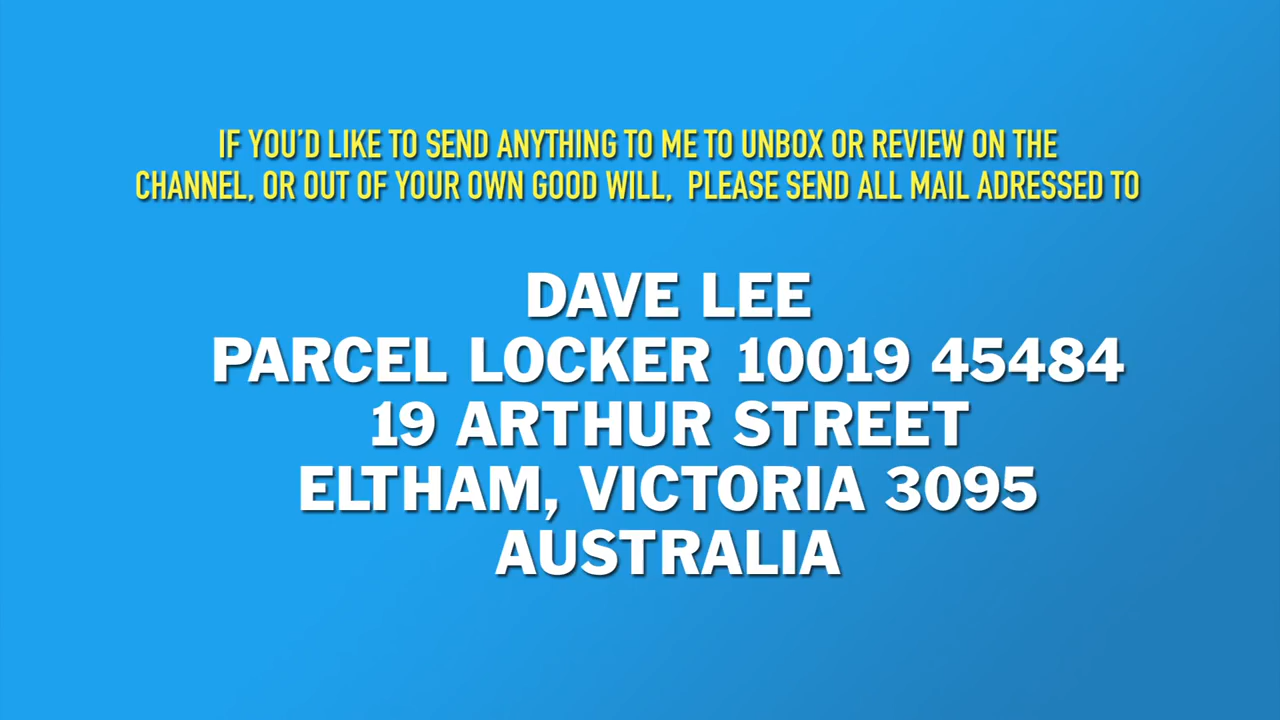 IF YOU'D LIKE TO SEND ANYTHING TO ME TO UNBOX OR REVIEW ON THE
CHANNEL, OR OUT OF YOUR OWN GOOD WILL, PLEASE SEND ALL MAIL ADRESSED TO
DAVE LEE
PARCEL LOCKER 10019 45484
19 ARTHUR STREET
ELTHAM, VICTORIA 3095
AUSTRALIA